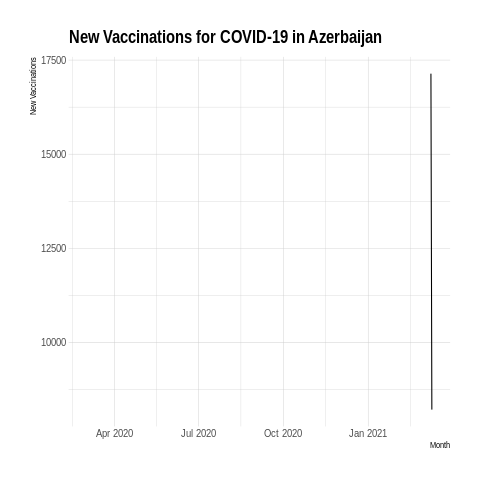 New Vaccinations for COVID-19 in Azerbaijan
New Vaccinations
17500
15000
12500
10000
Apr 2020
Jul 2020
Oct 2020
Jan 2021
Month